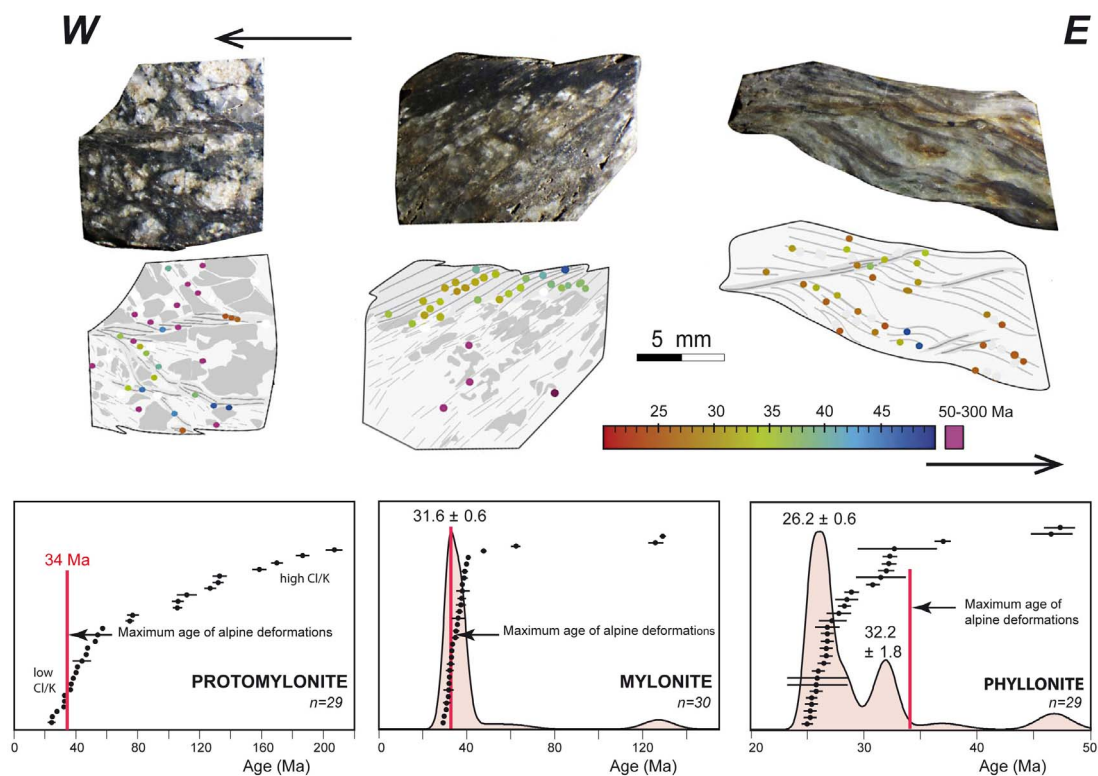 W
E
5 mm
25 30 35 40 45 50-300 Ma
34 Ma
high Cl/K
Maximum age of alpine deformations
low
Cl/K
PROTOMYLONITE
n=29
0 40 80 120 160 200
Age (Ma)
31.6 ± 0.6
Maximum age of alpine deformations
MYLONITE
n=30
0 40 80 120
Age (Ma)
26.2 ± 0.6
Maximum age of
alpine deformations
32.2
± 1.8
PHYLLONITE
n=29
20 30 40 50
Age (Ma)